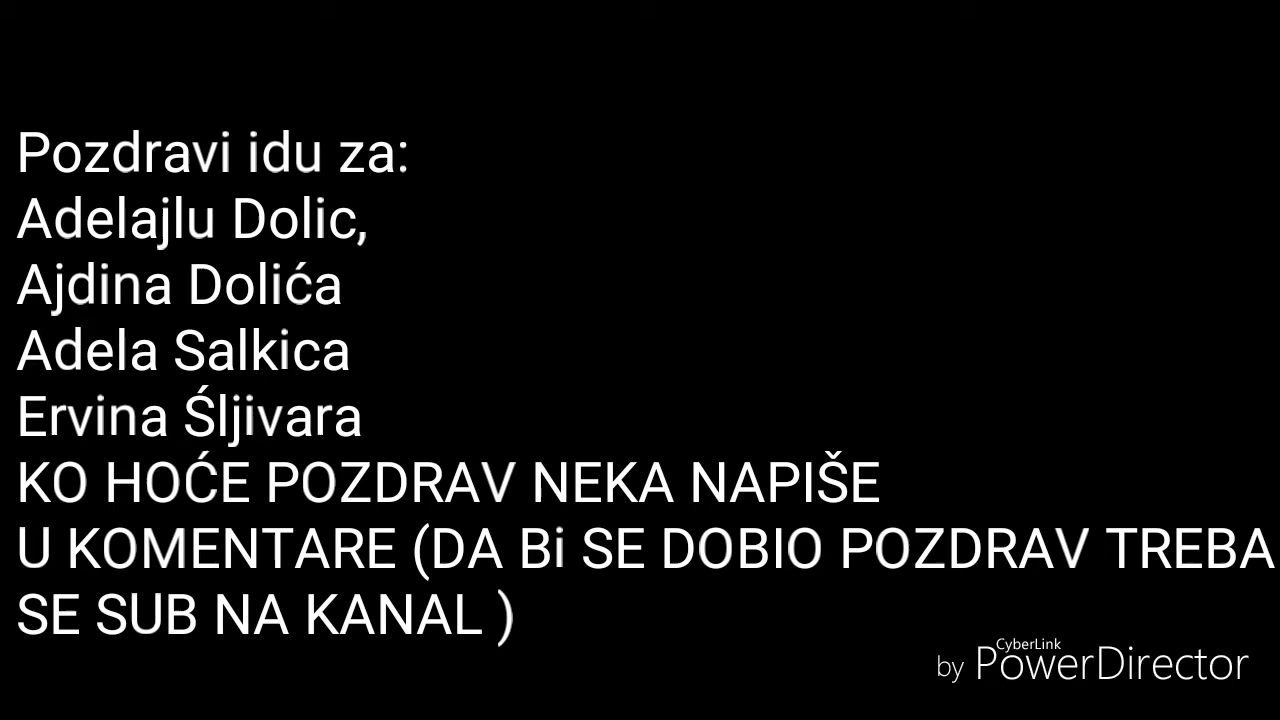 Pozdravi idu za:
Adelajlu Dolic,
Ajdina Dolića
Adela Salkica
Ervina Śljivara
KO HOĆE POZDRAV NEKA NAPIŠE
U KOMENTARE (DA Bi SE DOBIO POZDRAV TREBA
SE SUB NA KANAL )
CyberLink
by PowerDirector